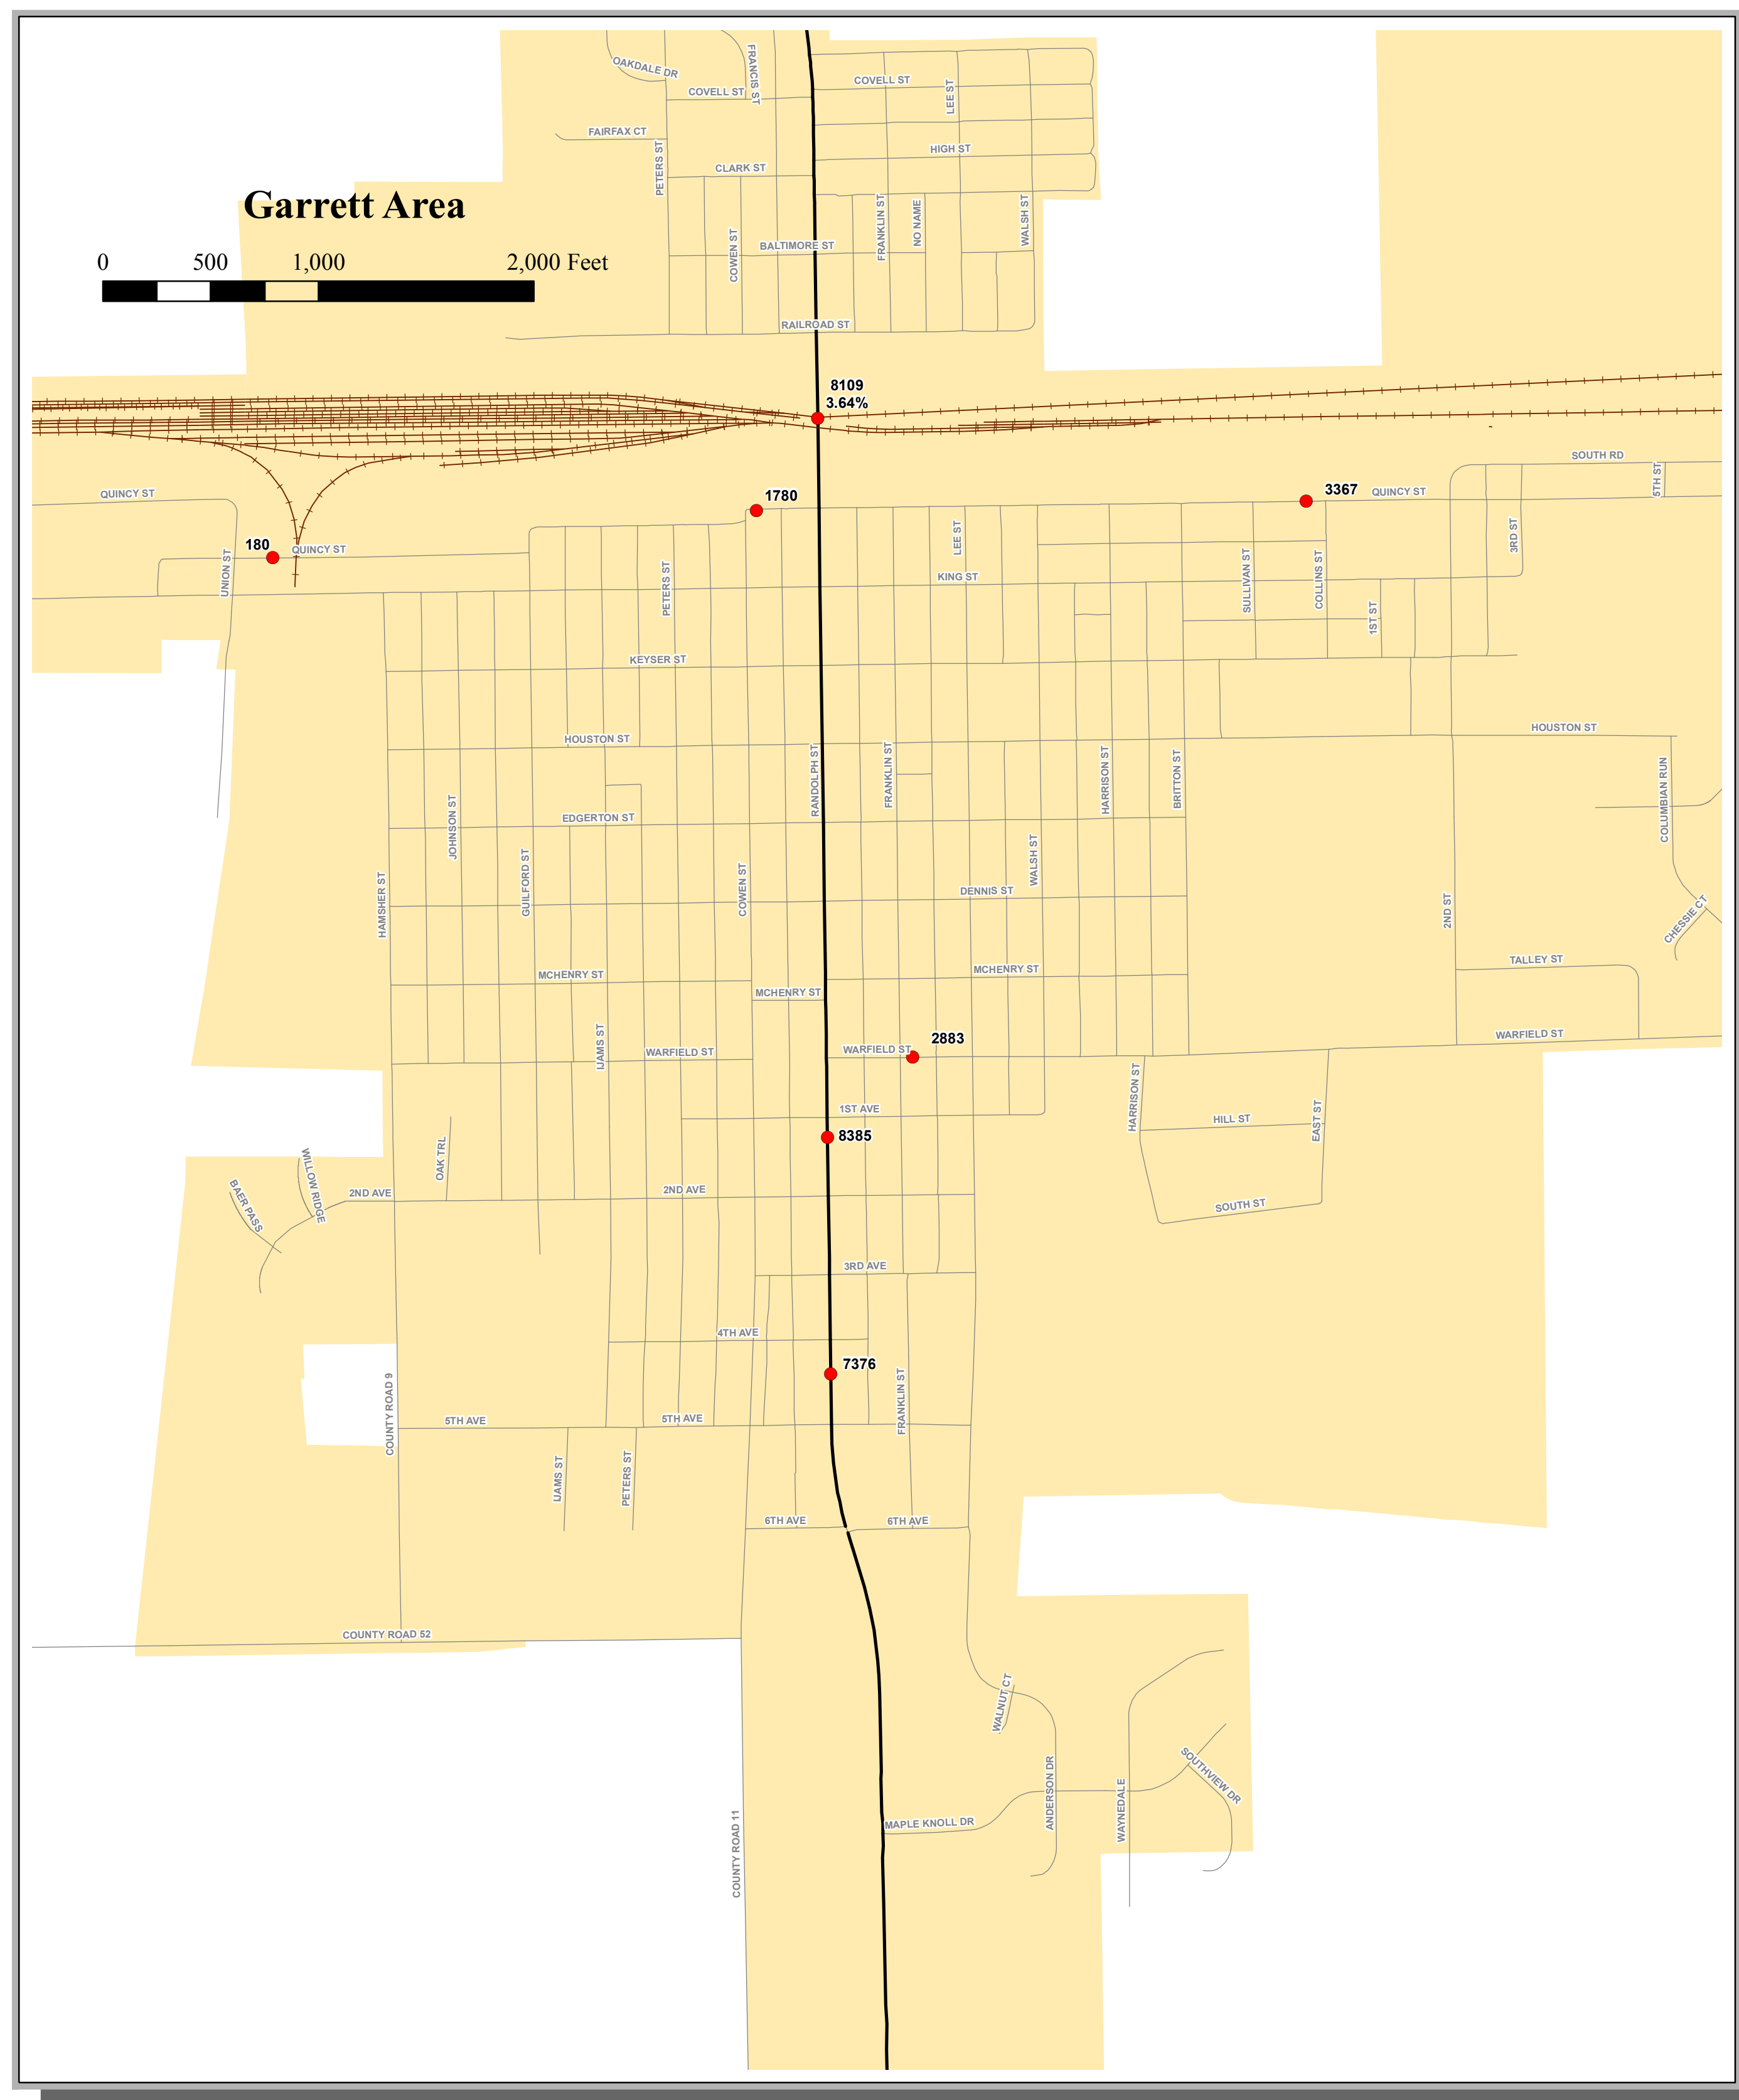 OAKDALE DR
FRANCIS ST
COVELL ST
COVELL ST
LEE ST
FAIRFAX CT
PETERS ST
CLARK ST
HIGH ST
Garrett Area
COWEN ST
BALTIMORE ST
FRANKLIN ST
NO NAME
WALSH ST
0 500 1,000 2,000 Feet
RAILROAD ST
8109
3.64%
SOUTH RD
5TH ST
QUINCY ST
1780
3367
QUINCY ST
180
QUINCY ST
UNION ST
PETERS ST
LEE ST
KING ST
SULLIVAN ST
COLLINS ST
1ST ST
3RD ST
KEYSER ST
HOUSTON ST
HOUSTON ST
RANDOLPH ST
FRANKLIN ST
HARRISON ST
BRITTON ST
COLUMBIAN RUN
JOHNSON ST
EDGERTON ST
HAMSHER ST
GUILFORD ST
COWEN ST
WALSH ST
DENNIS ST
2ND ST
CHESSIE CT
MCHENRY ST
MCHENRY ST
MCHENRY ST
TALLEY ST
IJAMS ST
WARFIELD ST
WARFIELD ST
2883
WARFIELD ST
1ST AVE
8385
HARRISON ST
HILL ST
EAST ST
OAK TRL
WILLOW RIDGE
BAER PASS
2ND AVE
2ND AVE
SOUTH ST
3RD AVE
4TH AVE
7376
COUNTY ROAD 9
FRANKLIN ST
5TH AVE
5TH AVE
IJAMS ST
PETERS ST
6TH AVE
6TH AVE
COUNTY ROAD 52
WALNUT CT
ANDERSON DR
WAYNEDALE
SOUTHVIEW DR
MAPLE KNOLL DR
COUNTY ROAD 11